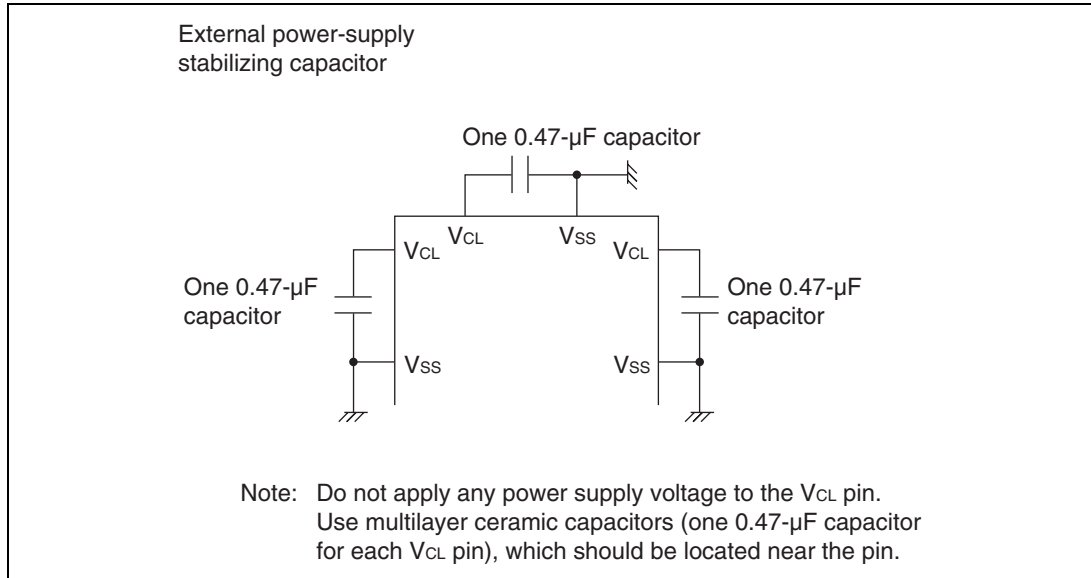 External power-supply
stabilizing capacitor
One 0.47-μF capacitor
VCL
VCL
VSS
VCL
One 0.47-μF
capacitor
One 0.47-μF
capacitor
VSS
VSS
Note: Do not apply any power supply voltage to the VCL pin.
Use multilayer ceramic capacitors (one 0.47-μF capacitor
for each VCL pin), which should be located near the pin.